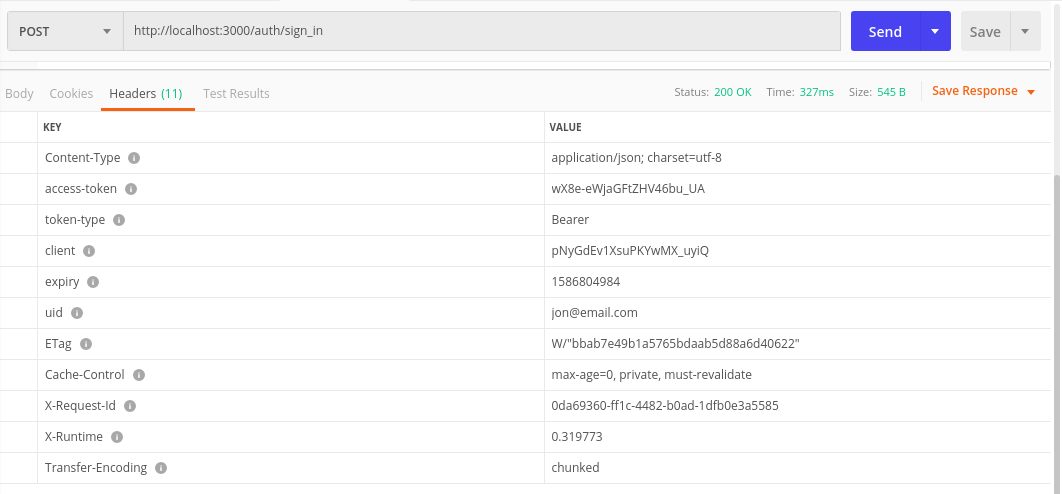 POST http://localhost:3000/auth/sign_in Send Save
Body Cookies Headers (11) Test Results Status: 200 OK Time: 327ms Size: 545 B Save Response
KEY VALUE
Content-Type application/json; charset=utf-8
access-token wX8e-eWjaGFtZHV46bu_UA
token-type Bearer
client pNyGdEv1XsuPKYwMX_uyiQ
expiry 1586804984
uid jon@email.com
ETag W/"bbab7e49b1a5765bdaab5d88a6d40622"
Cache-Control max-age=0, private, must-revalidate
X-Request-Id 0da69360-ff1c-4482-b0ad-1dfb0e3a5585
X-Runtime 0.319773
Transfer-Encoding chunked